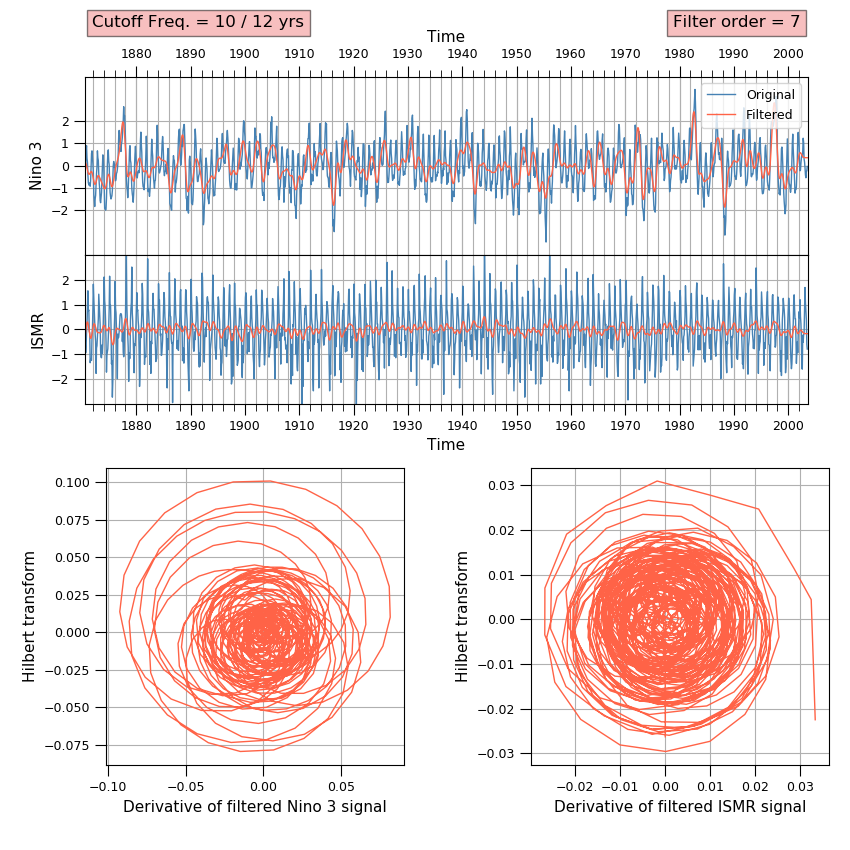 Cutoff Freq. = 10 / 12 yrs
Filter order = 7
Time
1880 1890 1900 1910 1920 1930 1940 1950 1960 1970 1980 1990 2000
Original
Filtered
Nino 3
2
1
0
−1
−2
ISMR
2
1
0
−1
−2
1880 1890 1900 1910 1920 1930 1940 1950 1960 1970 1980 1990 2000
Time
Hilbert transform
0.100
0.075
0.050
0.025
0.000
−0.025
−0.050
−0.075
−0.10 −0.05 0.00 0.05
Derivative of filtered Nino 3 signal
Hilbert transform
0.03
0.02
0.01
0.00
−0.01
−0.02
−0.03
−0.02 −0.01 0.00 0.01 0.02 0.03
Derivative of filtered ISMR signal